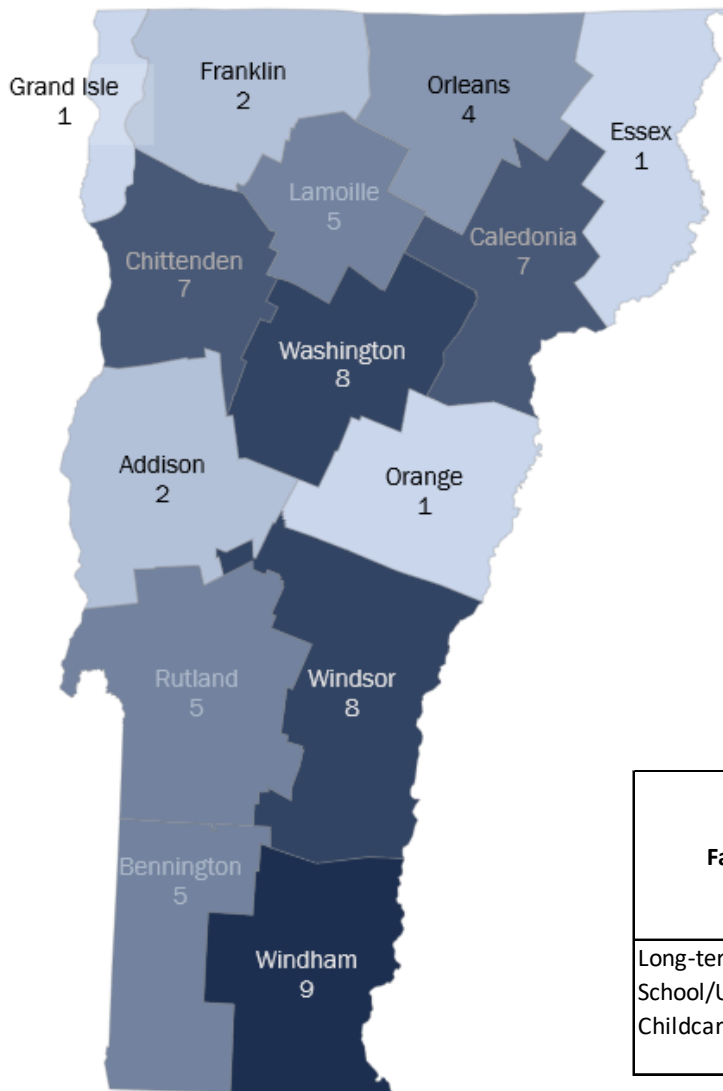 Grand Isle
1
Franklin
2
Orleans
4
Essex
1
Lamoille
5
Chittenden
7
Caledonia
7
Washington
8
Addison
2
Orange
1
Rutland
5
Windsor
8
Bennington
5
Windham
9
Fa
Long-ter
School/U
Childcar